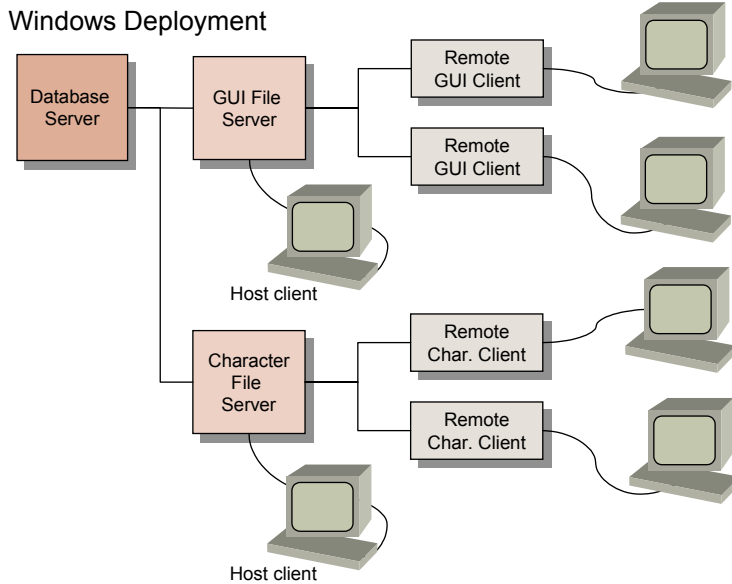 Windows Deployment
Database
Server
GUI File
Server
Remote
GUI Client
Remote
GUI Client
Host client
Character
File
Server
Remote
Char. Client
Remote
Char. Client
Host client